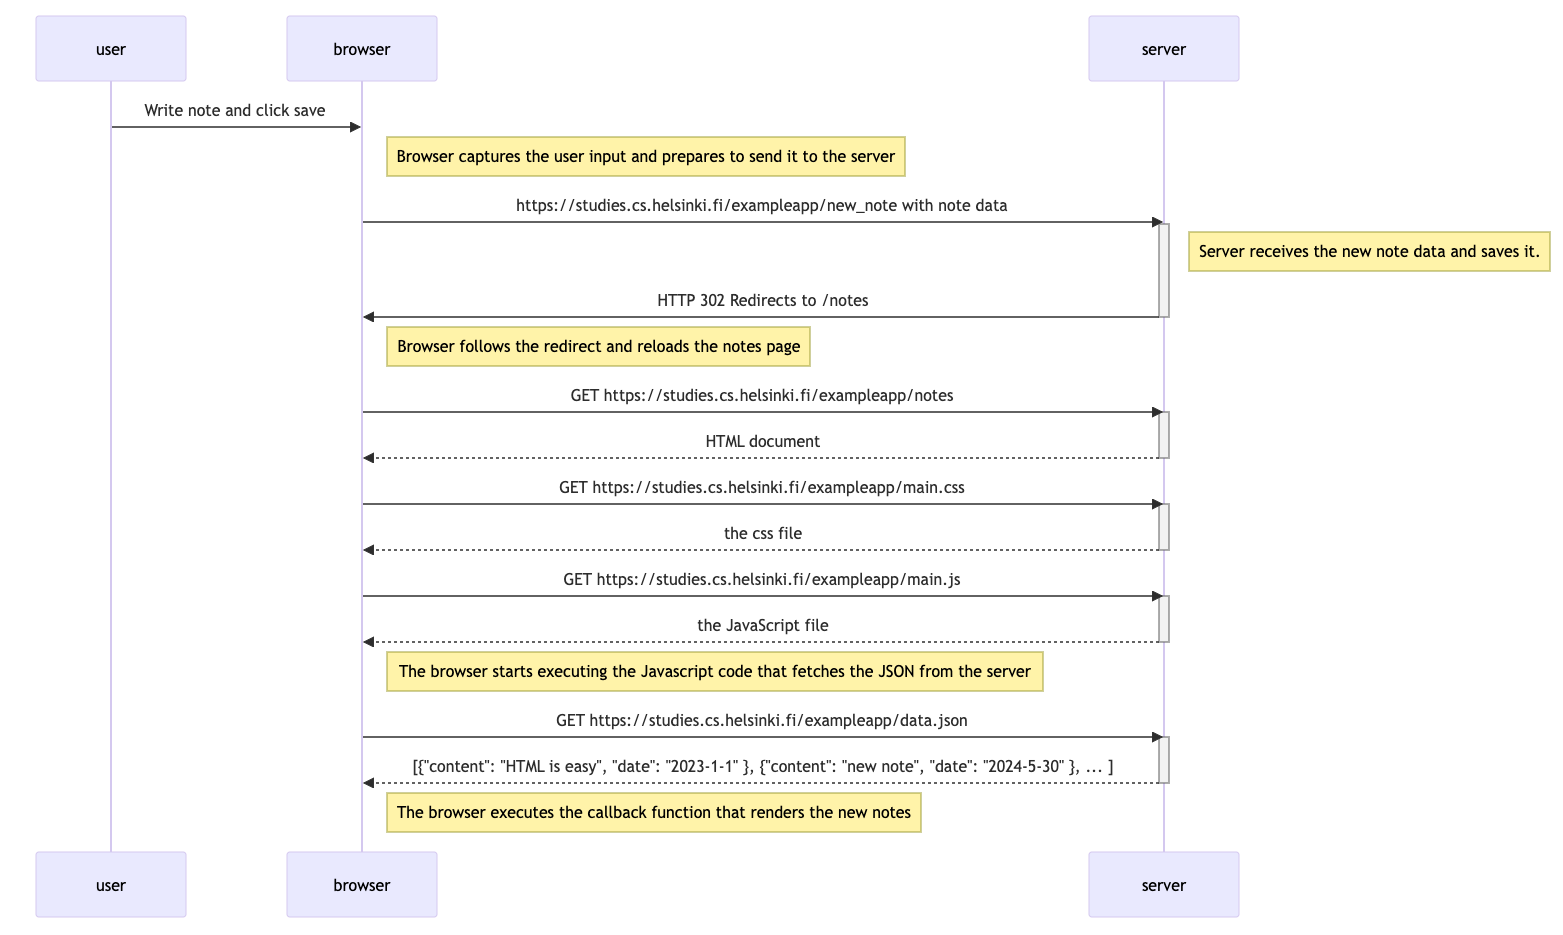 user
browser
server
Write note and click save
Browser captures the user input and prepares to send it to the server
https://studies.cs.helsinki.fi/exampleapp/new_note with note data
Server receives the new note data and saves it.
HTTP 302 Redirects to /notes
Browser follows the redirect and reloads the notes page
GET https://studies.cs.helsinki.fi/exampleapp/notes
HTML document
GET https://studies.cs.helsinki.fi/exampleapp/main.css
the css file
GET https://studies.cs.helsinki.fi/exampleapp/main.js
the JavaScript file
The browser starts executing the Javascript code that fetches the JSON from the server
GET https://studies.cs.helsinki.fi/exampleapp/data.json
[{"content": "HTML is easy", "date": "2023-1-1" }, {"content": "new note", "date": "2024-5-30" }, ... ]
The browser executes the callback function that renders the new notes
user
browser
server